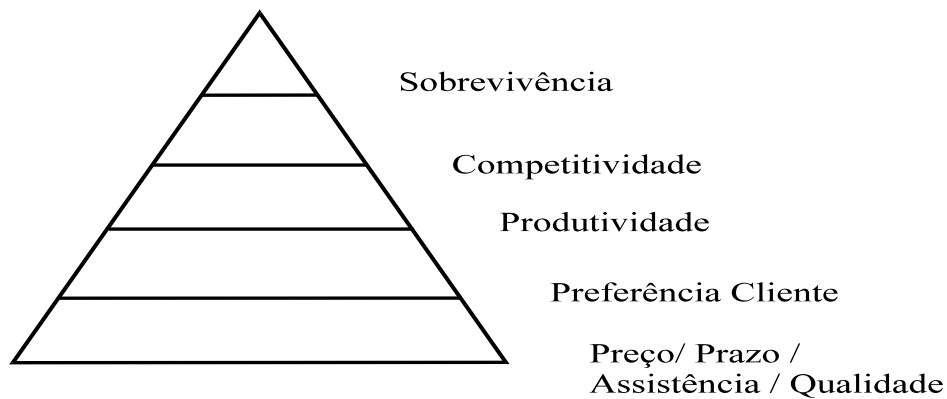 Sobrevivência
Competitividade
Produtividade
Preferência Cliente
Preço/ Prazo /
Assistência / Qualidade